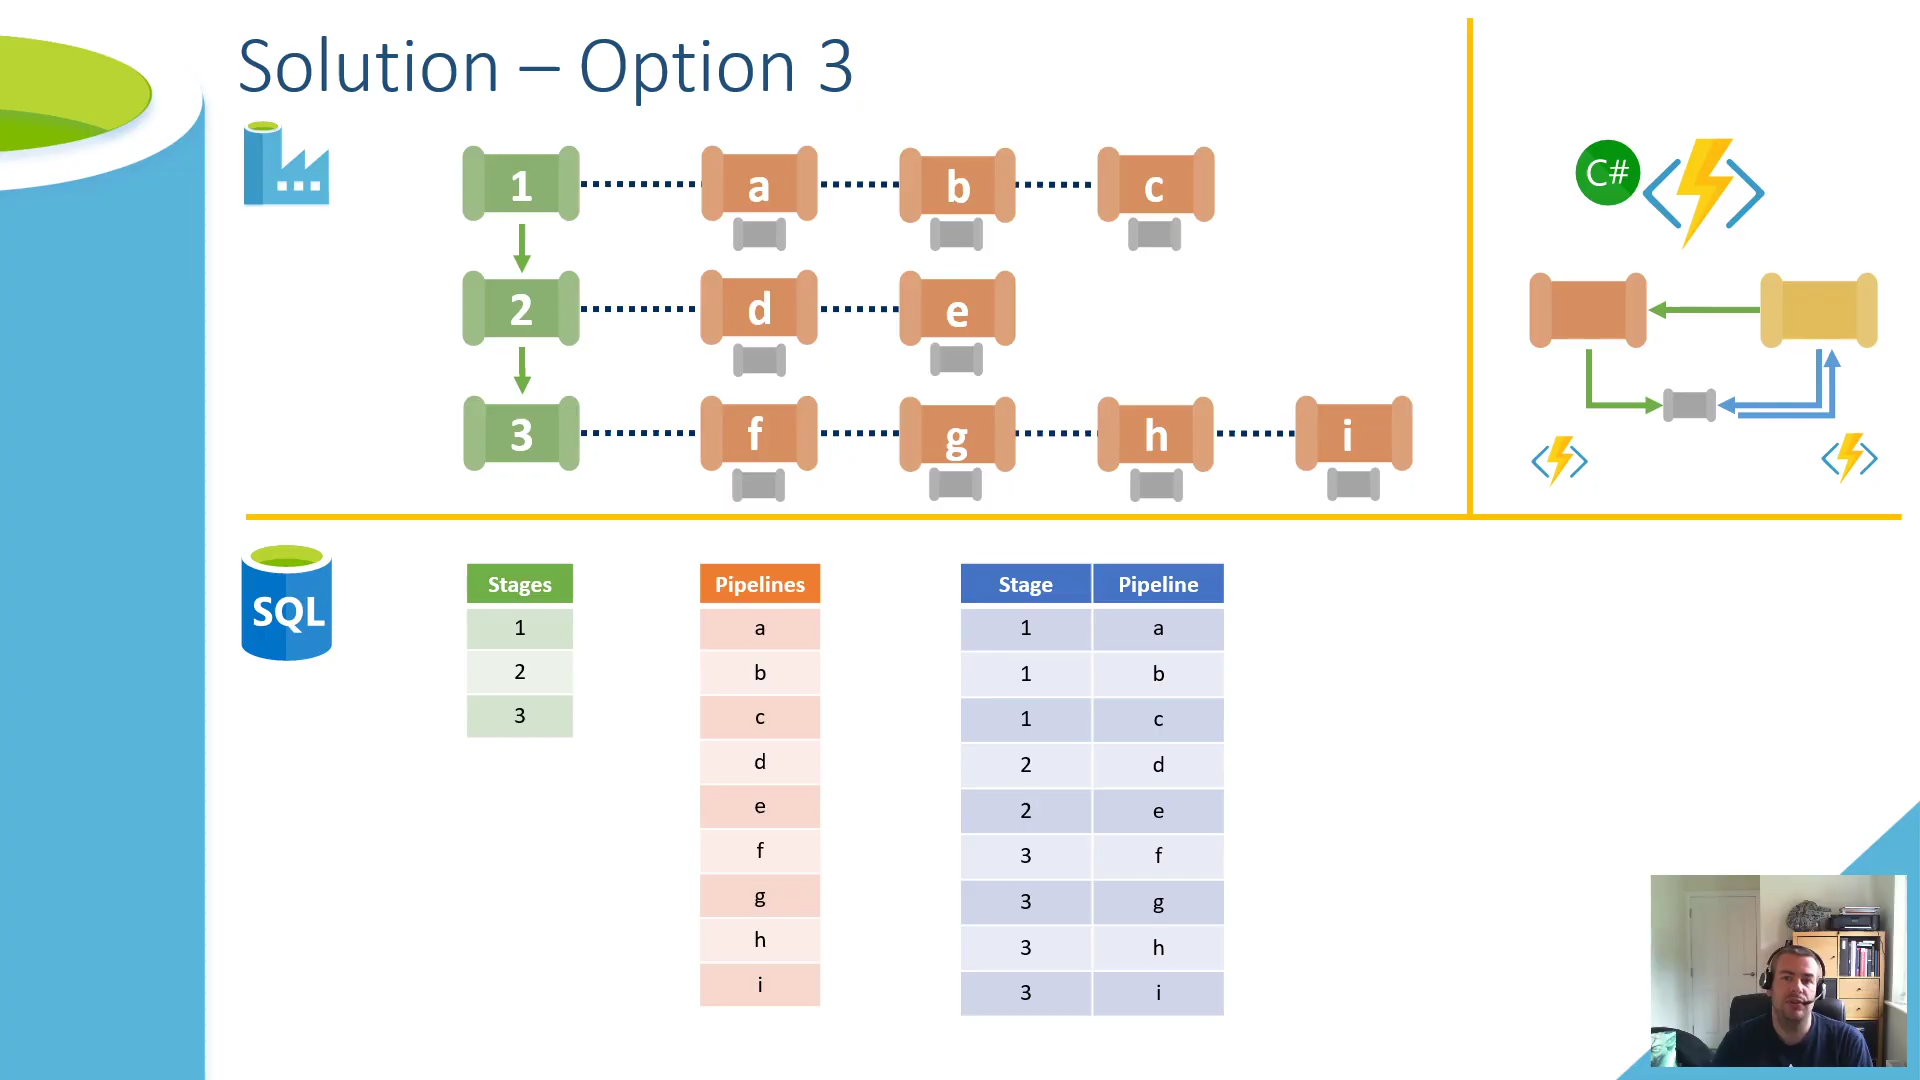 Solution – Option 3
1 a b c
2 d e
3 f g h i
C#
SQL
Stages
1
2
3
Pipelines
a
b
c
d
e
f
g
h
i
Stage Pipeline
1 a
1 b
1 c
2 d
2 e
3 f
3 g
3 h
3 i